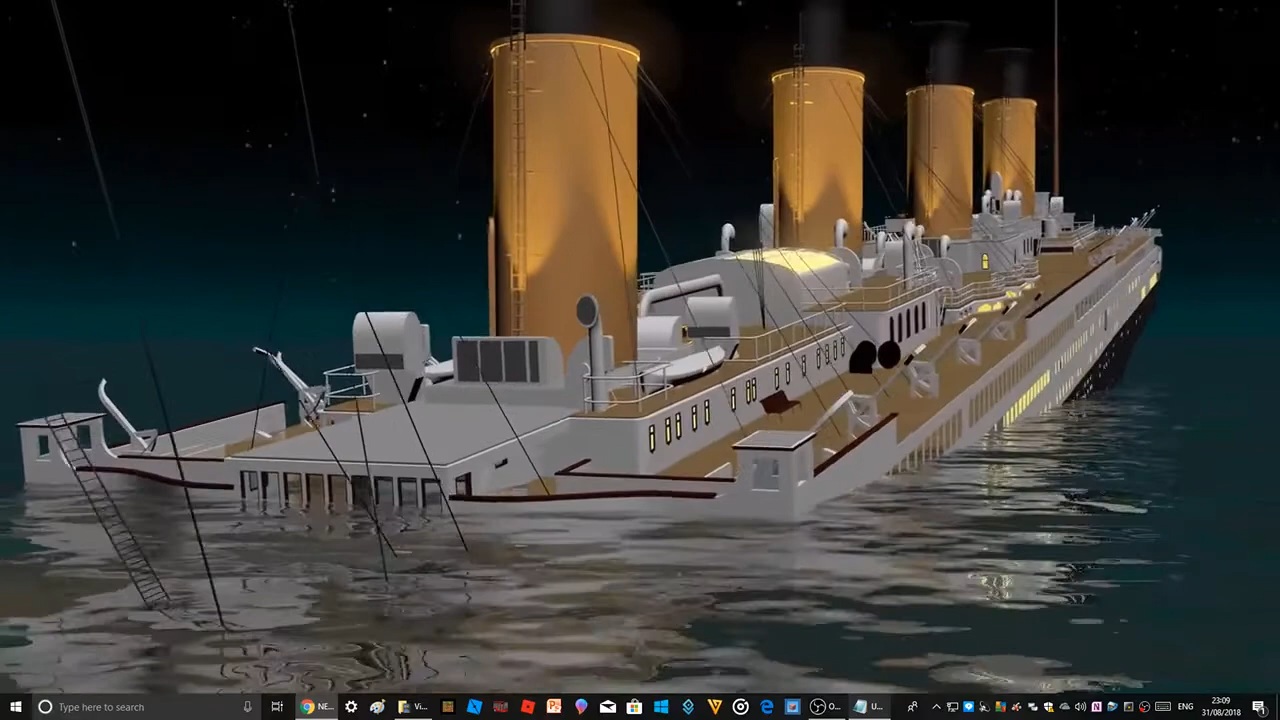 Type here to search
NE...
Vi...
O...
U...
ENG
23:09
31/08/2018